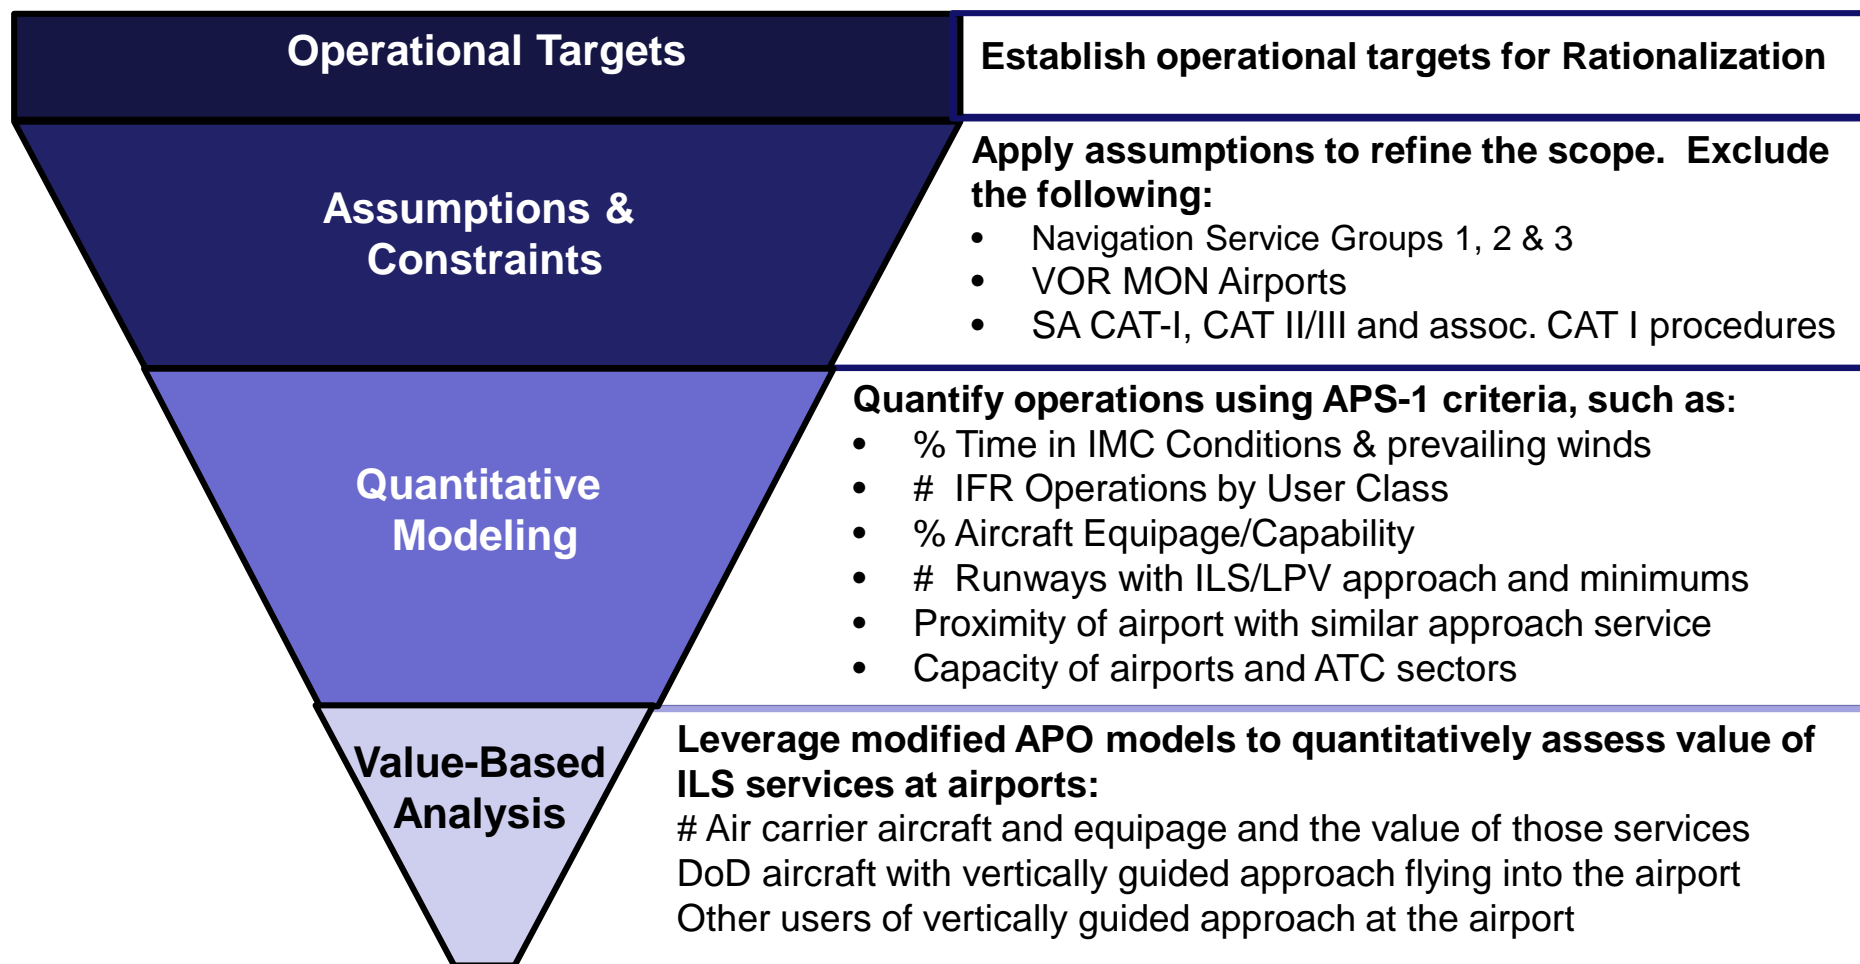 Operational Targets
Establish operational targets for Rationalization
Assumptions &
Constraints
Apply assumptions to refine the scope.  Exclude
the following:
• Navigation Service Groups 1, 2 & 3
• VOR MON Airports
• SA CAT-I, CAT II/III and assoc. CAT I procedures
Quantitative
Modeling
Quantify operations using APS-1 criteria, such as:
• % Time in IMC Conditions & prevailing winds
• #  IFR Operations by User Class
• % Aircraft Equipage/Capability
• #  Runways with ILS/LPV approach and minimums
• Proximity of airport with similar approach service
• Capacity of airports and ATC sectors
Value-Based
Analysis
Leverage modified APO models to quantitatively assess value of
ILS services at airports:
# Air carrier aircraft and equipage and the value of those services
DoD aircraft with vertically guided approach flying into the airport
Other users of vertically guided approach at the airport